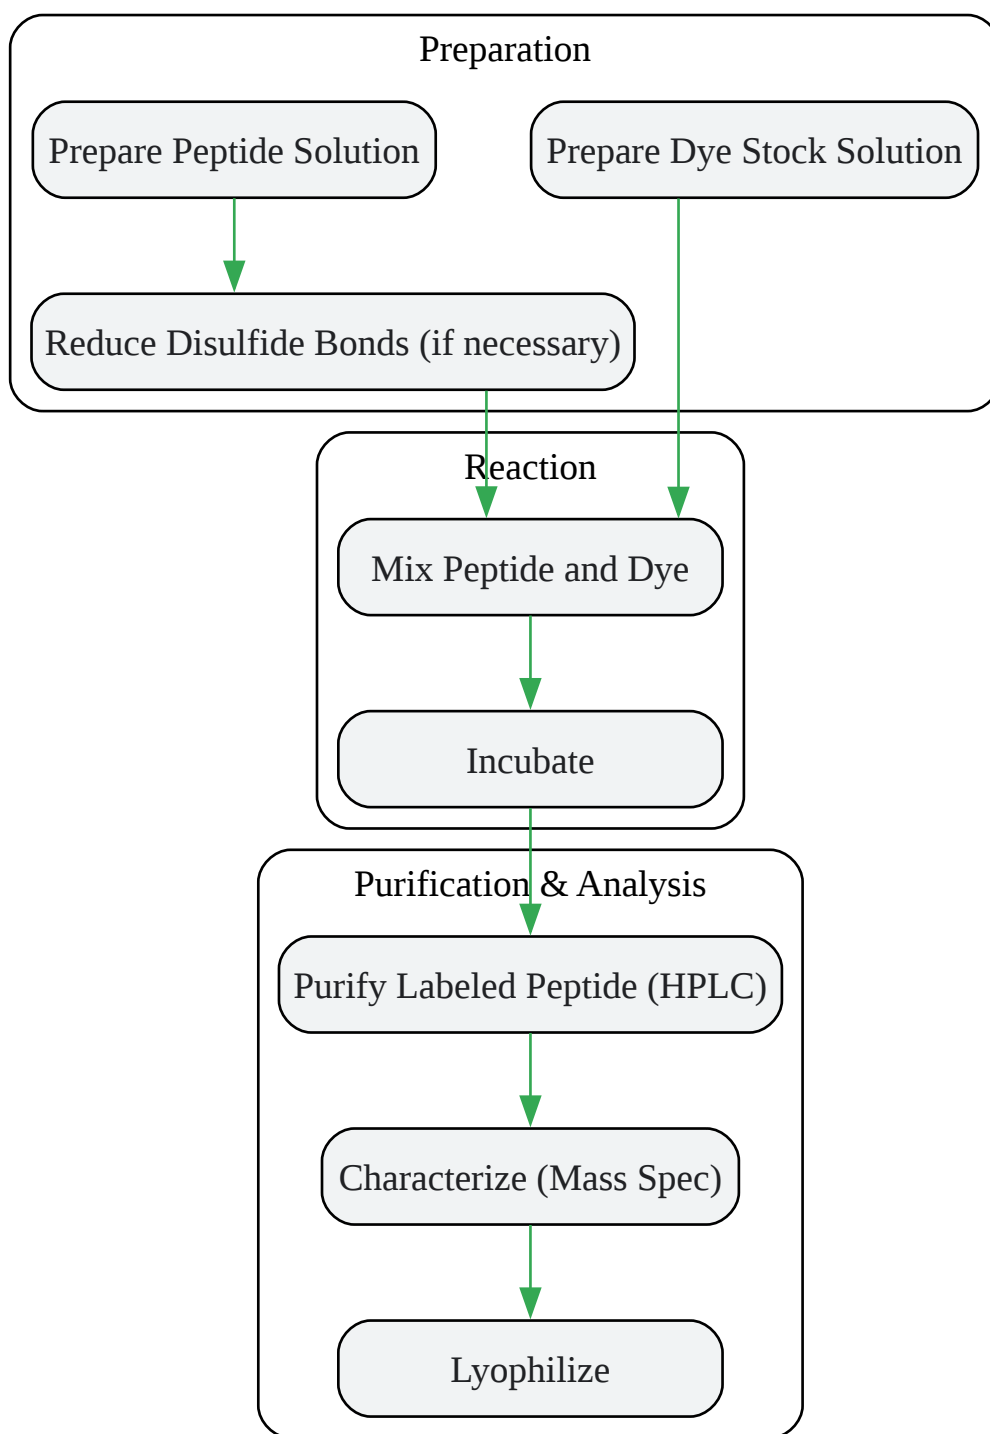 Preparation
Prepare Peptide Solution
Prepare Dye Stock Solution
Reduce Disulfide Bonds (if necessary)
Reaction
Mix Peptide and Dye
Incubate
Purification & Analysis
Purify Labeled Peptide (HPLC)
Characterize (Mass Spec)
Lyophilize